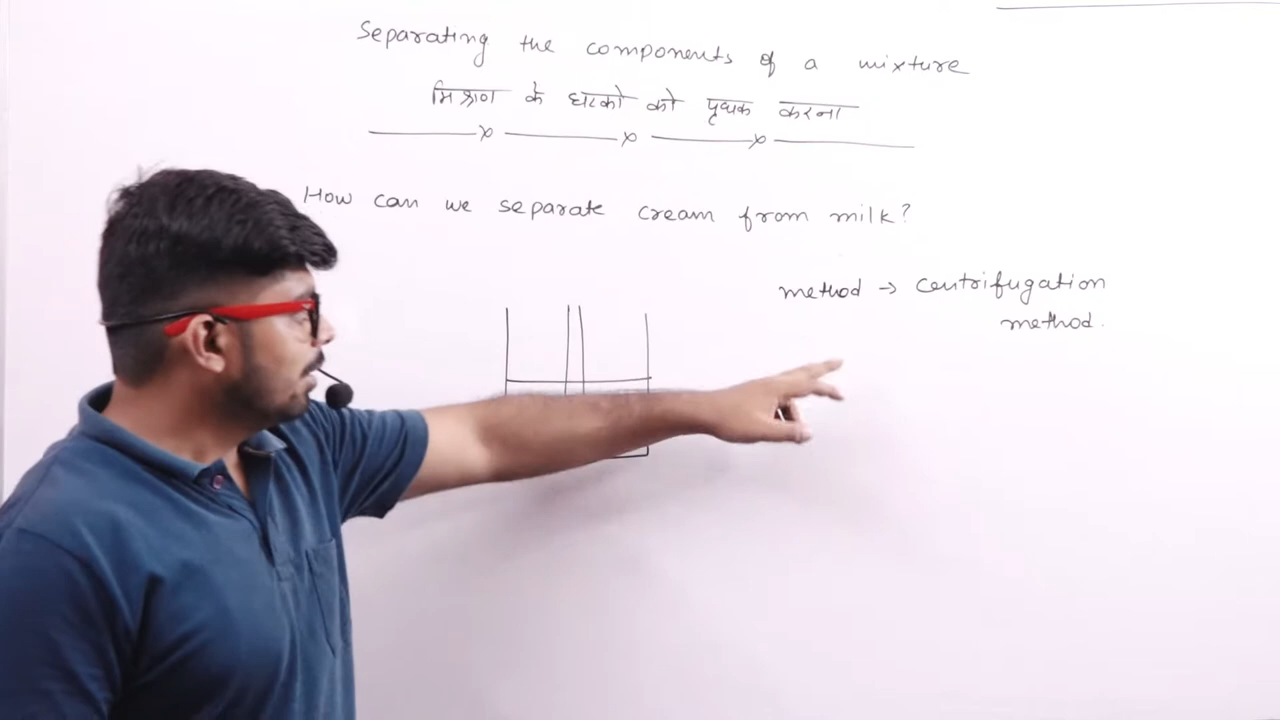 Separating the components of a mixture
मिश्रण के घटको को पृथक करना
How can we separate cream from milk?
method → centrifugation
method.